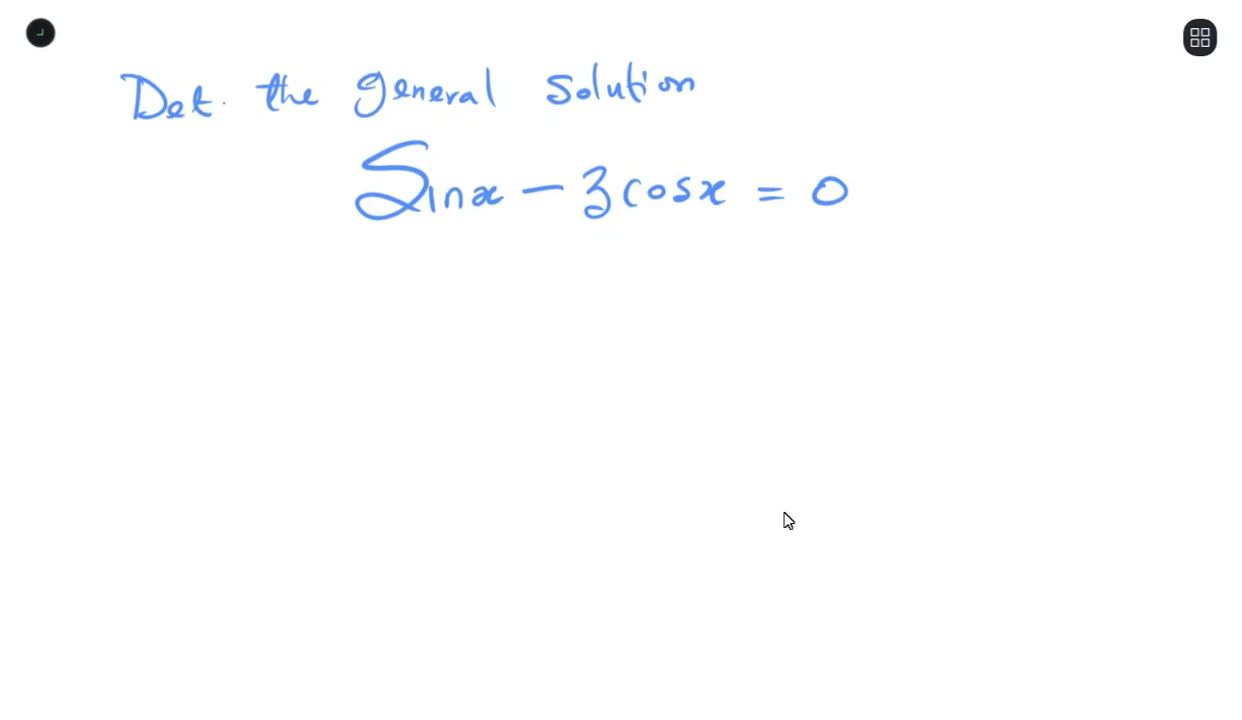 Det. the general solution
Sinx - 3cosx = 0